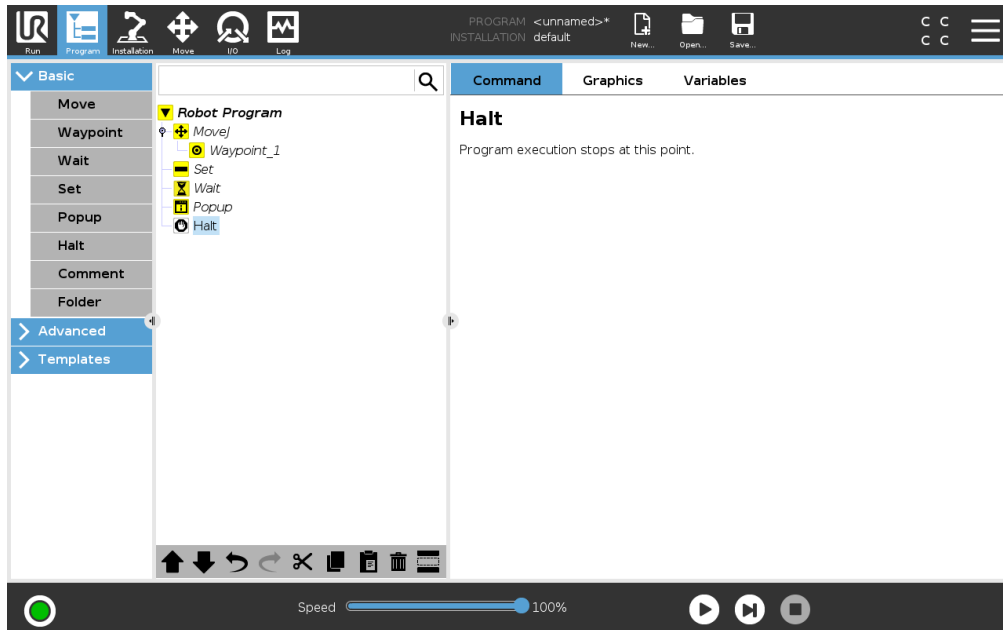 PROGRAM <unnamed>*
INSTALLATION default
Run Program Installation Move I/O Log New... Open... Save...
C C
C C
Basic
Move
Waypoint
Wait
Set
Popup
Halt
Comment
Folder
Advanced
Templates
Robot Program
MoveJ
Waypoint_1
Set
Wait
Popup
Halt
Command Graphics Variables
Halt
Program execution stops at this point.
Speed 100%